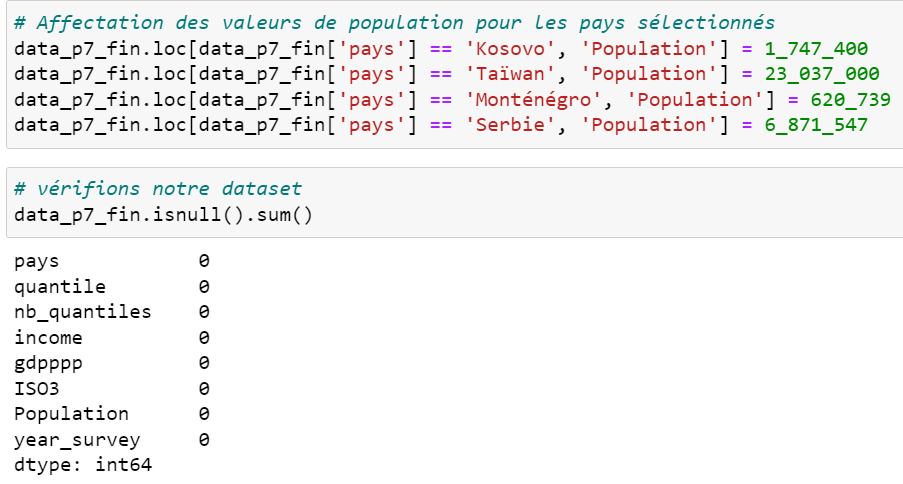 # Affectation des valeurs de population pour les pays sélectionnés
data_p7_fin.loc[data_p7_fin['pays'] == 'Kosovo', 'Population'] = 1_747_400
data_p7_fin.loc[data_p7_fin['pays'] == 'Taïwan', 'Population'] = 23_037_000
data_p7_fin.loc[data_p7_fin['pays'] == 'Monténégro', 'Population'] = 620_739
data_p7_fin.loc[data_p7_fin['pays'] == 'Serbie', 'Population'] = 6_871_547
# vérifions notre dataset
data_p7_fin.isnull().sum()
pays 0
quantile 0
nb_quantiles 0
income 0
gdpppp 0
ISO3 0
Population 0
year_survey 0
dtype: int64